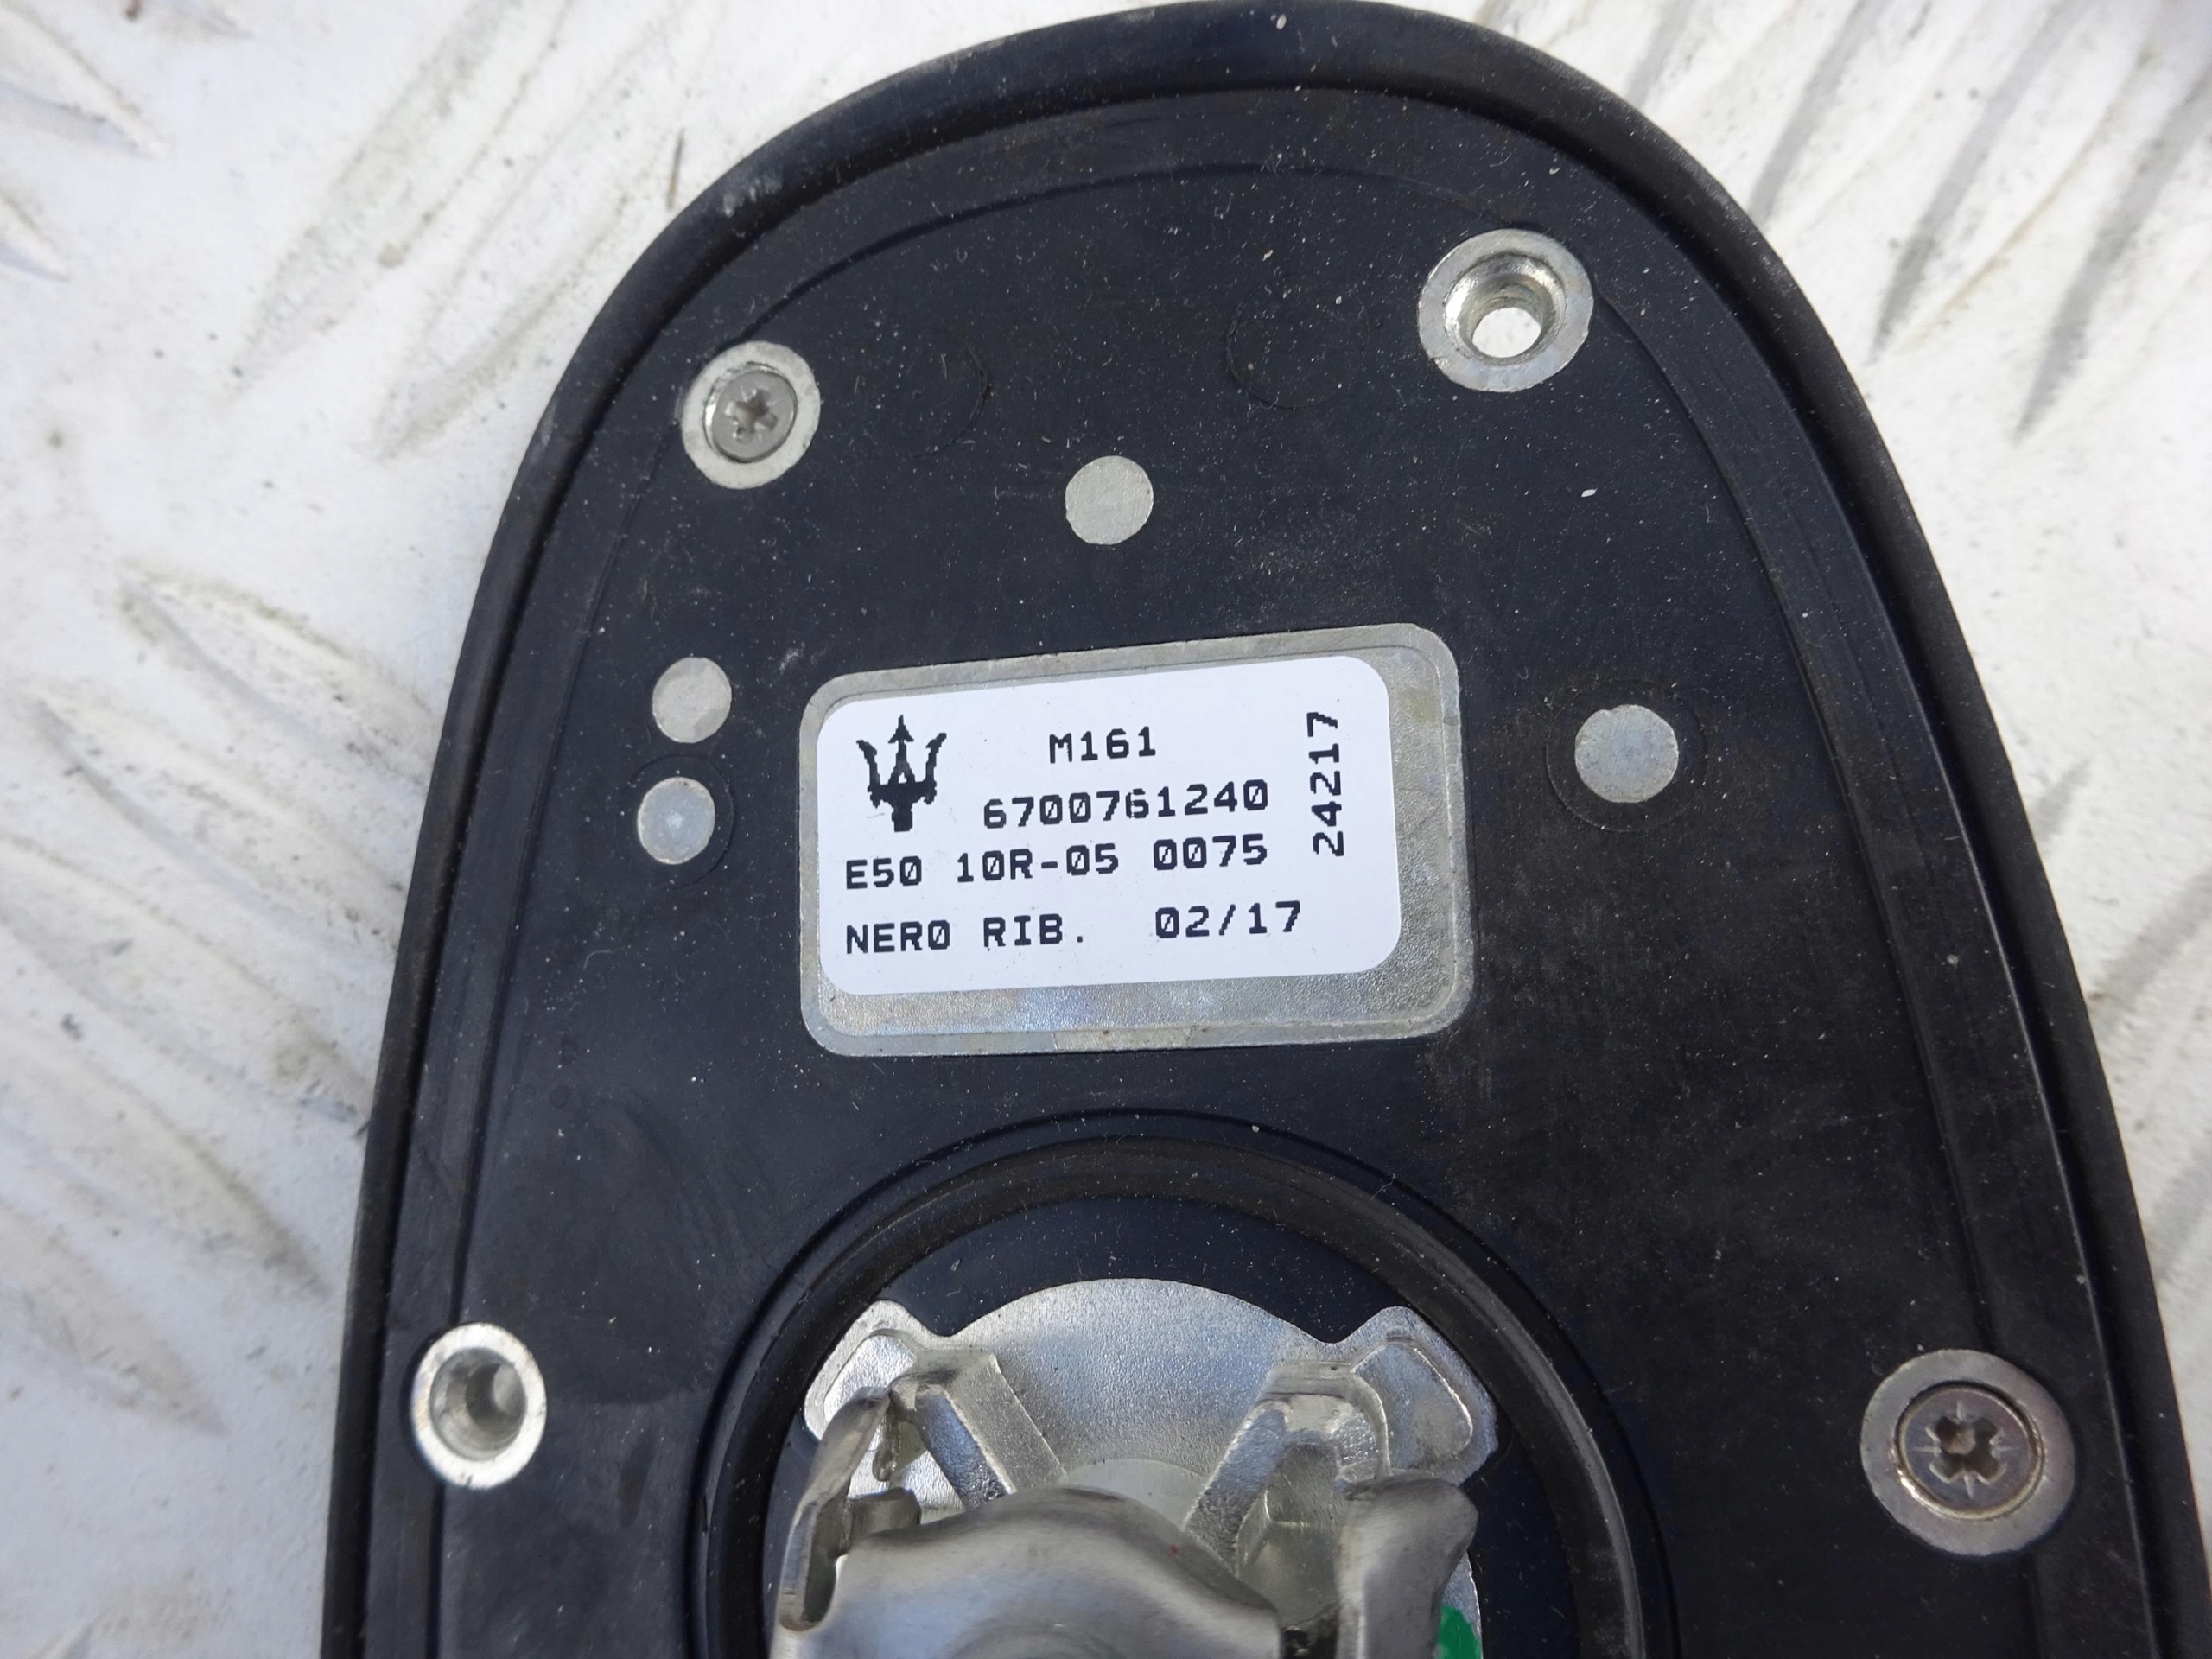 M161
6700761240
E50 10R-05 0075
NERO RIB. 02/17
24217